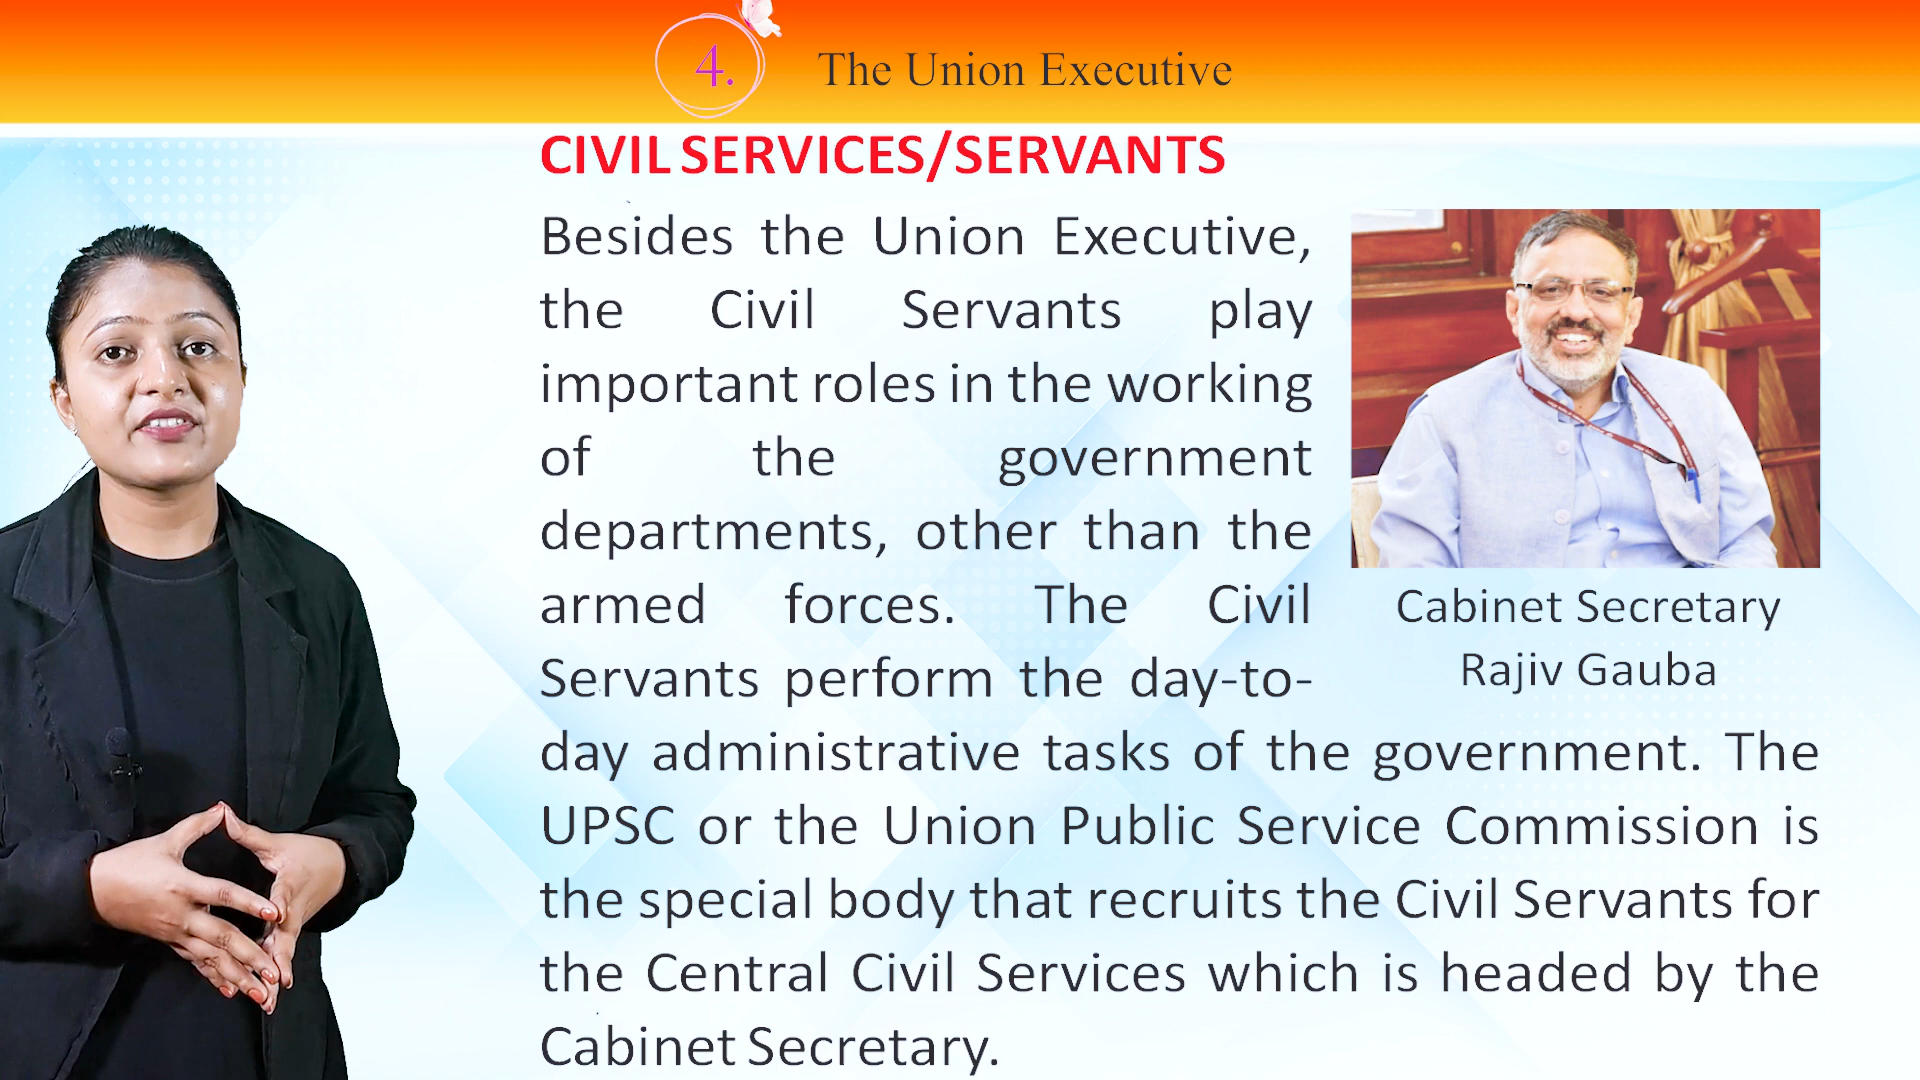 4. The Union Executive
CIVIL SERVICES/SERVANTS
Besides the Union Executive,
the Civil Servants play
important roles in the working
of the government
departments, other than the
armed forces. The Civil
Servants perform the day-to-
day administrative tasks of the government. The
UPSC or the Union Public Service Commission is
the special body that recruits the Civil Servants for
the Central Civil Services which is headed by the
Cabinet Secretary.
Cabinet Secretary
Rajiv Gauba